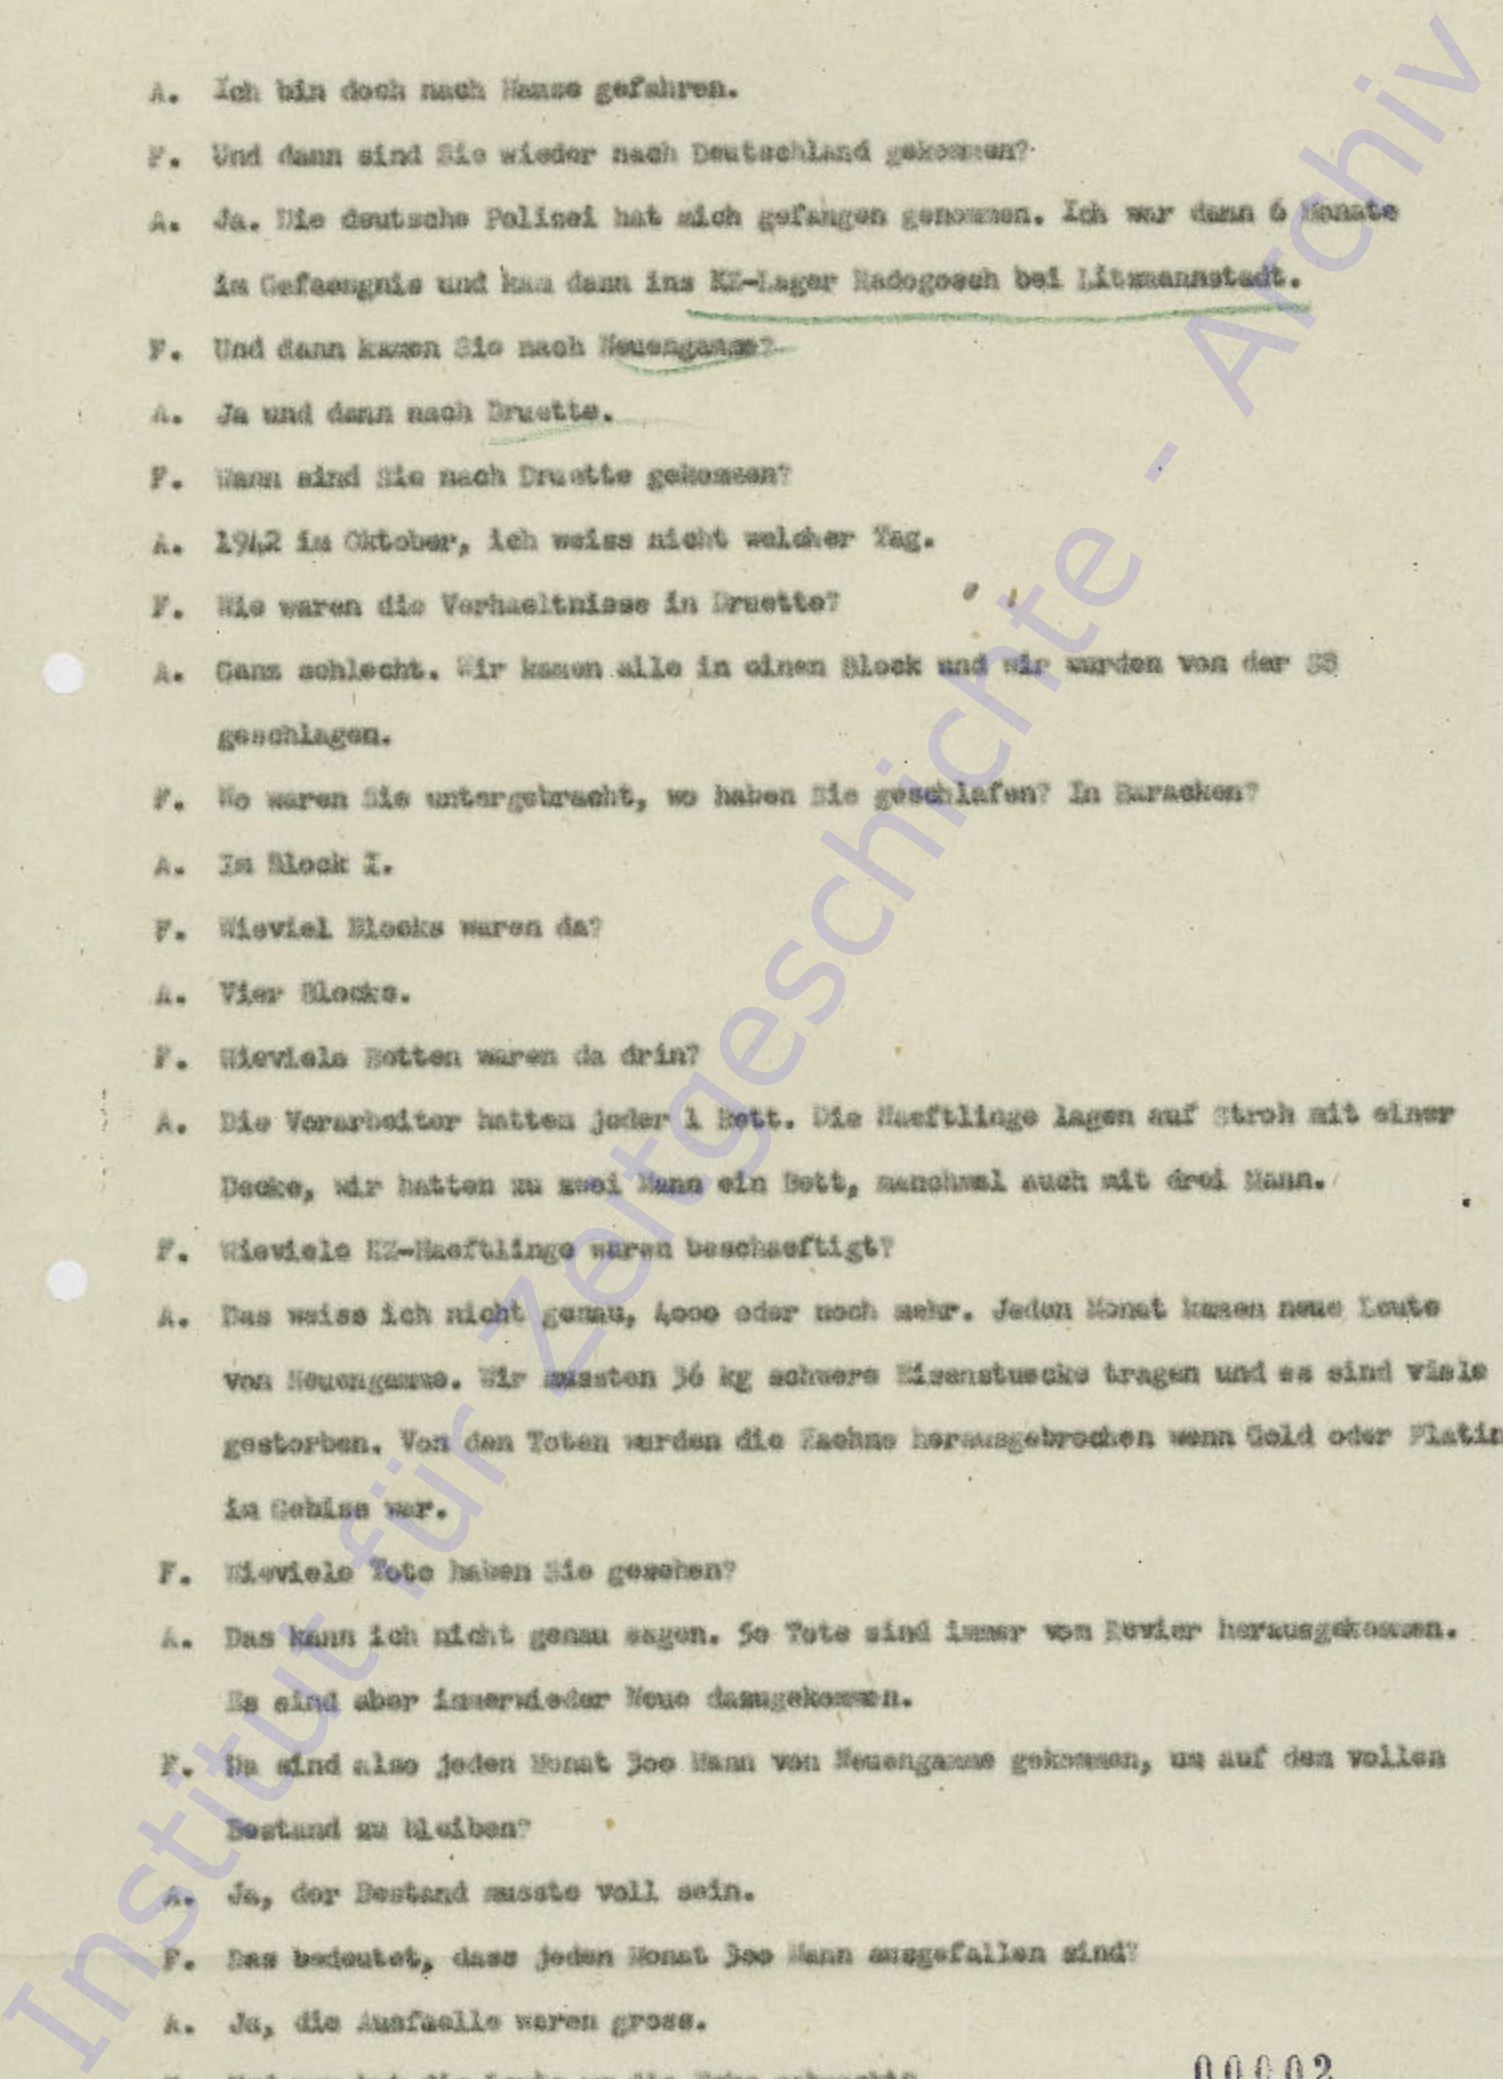 A. Ich bin doch nach Hause gefahren.
F. Und dann sind Sie wieder nach Deutschland gekommen?
A. Ja. Die deutsche Polizei hat mich gefangen genommen. Ich war dann 6 Monate
im Gefaengnis und kam dann ins KZ-Lager Radogosch bei Litzmannstadt.
F. Und dann kamen Sie nach Neuengamme?
A. Ja und dann nach Druette.
F. Wann sind Sie nach Druette gekommen?
A. 1942 im Oktober, ich weiss nicht welcher Tag.
F. Wie waren die Verhaeltnisse in Druette?
A. Ganz schlecht. Wir kamen alle in einen Block und wir wurden von der SS
geschlagen.
F. Wo waren Sie untergebracht, wo haben Sie geschlafen? In Baracken?
A. Im Block I.
F. Wieviel Blocks waren da?
A. Vier Blocks.
F. Wieviele Betten waren da drin?
A. Die Vorarbeiter hatten jeder 1 Bett. Die Haeftlinge lagen auf Stroh mit einer
Decke, wir hatten zu zwei Mann ein Bett, manchmal auch mit drei Mann.
F. Wieviele KZ-Haeftlinge waren beschaeftigt?
A. Das weiss ich nicht genau, 4000 oder noch mehr. Jeden Monat kamen neue Leute
von Neuengamme. Wir mussten 36 kg schwere Eisenstuecke tragen und es sind viele
gestorben. Von den Toten wurden die Zaehne herausgebrochen wenn Gold oder Platin
im Gebiss war.
F. Wieviele Tote haben Sie gesehen?
A. Das kann ich nicht genau sagen. 50 Tote sind immer vom Revier herausgekommen.
Es sind aber immerwieder Neue dazugekommen.
F. Da sind also jeden Monat 300 Mann von Neuengamme gekommen, um auf dem vollen
Bestand zu bleiben?
A. Ja, der Bestand musste voll sein.
F. Das bedeutet, dass jeden Monat 300 Mann ausgefallen sind?
A. Ja, die Ausfaelle waren gross.
00002
Institut für Zeitgeschichte - Archiv